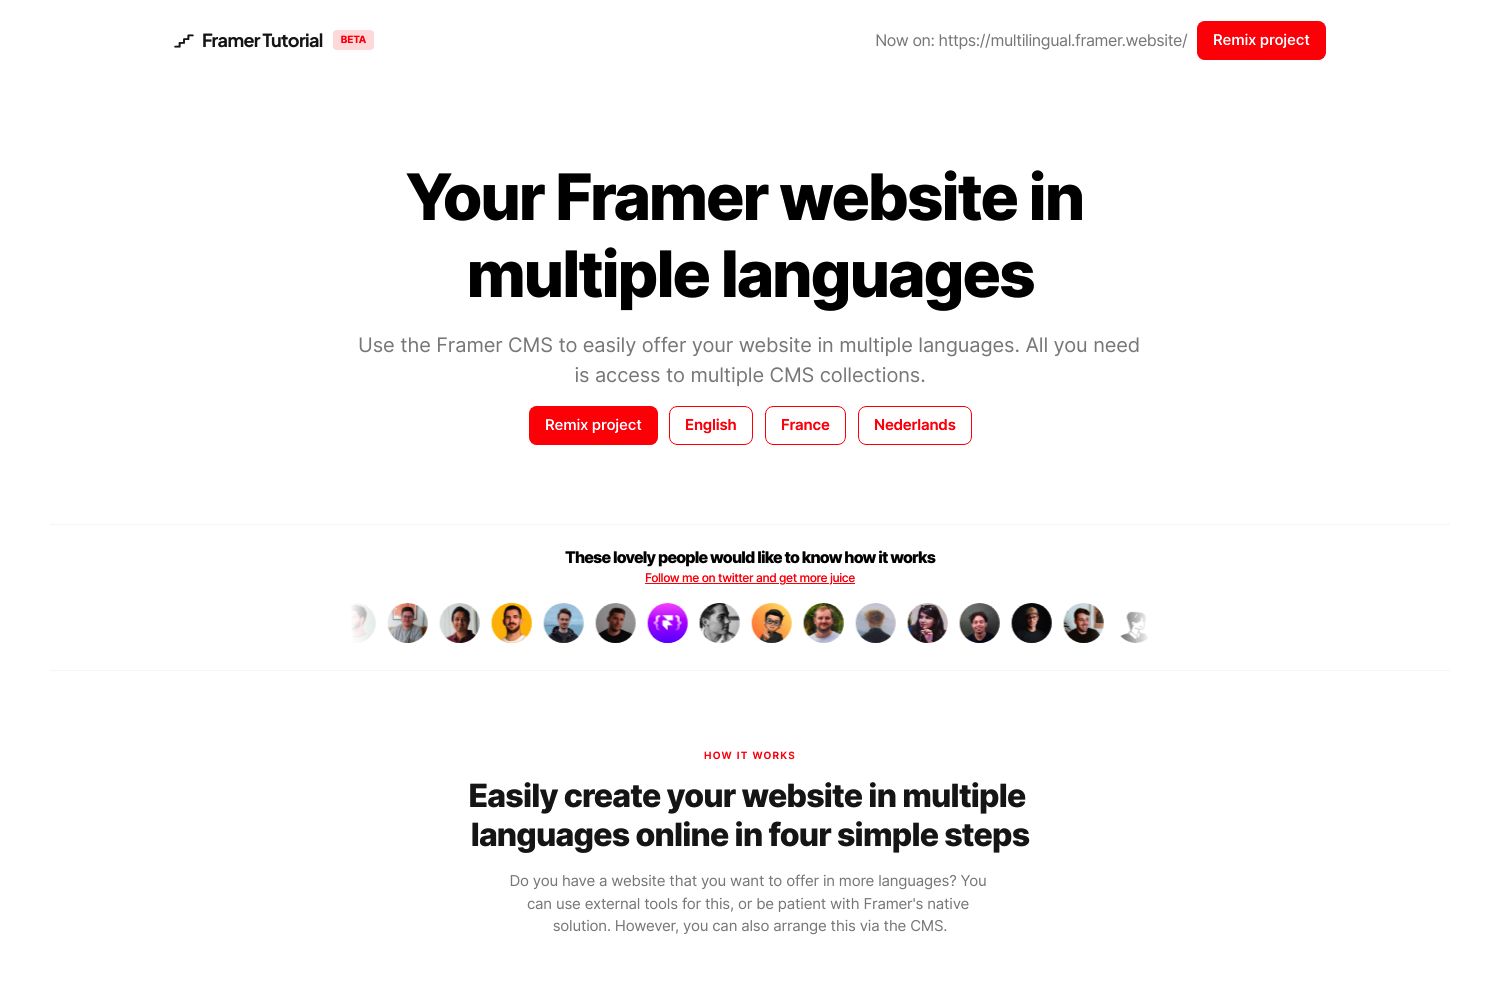 Framer Tutorial BETA
Now on: https://multilingual.framer.website/ Remix project
Your Framer website in
multiple languages
Use the Framer CMS to easily offer your website in multiple languages. All you need
is access to multiple CMS collections.
Remix project English France Nederlands
These lovely people would like to know how it works
Follow me on twitter and get more juice
HOW IT WORKS
Easily create your website in multiple
languages online in four simple steps
Do you have a website that you want to offer in more languages? You
can use external tools for this, or be patient with Framer's native
solution. However, you can also arrange this via the CMS.